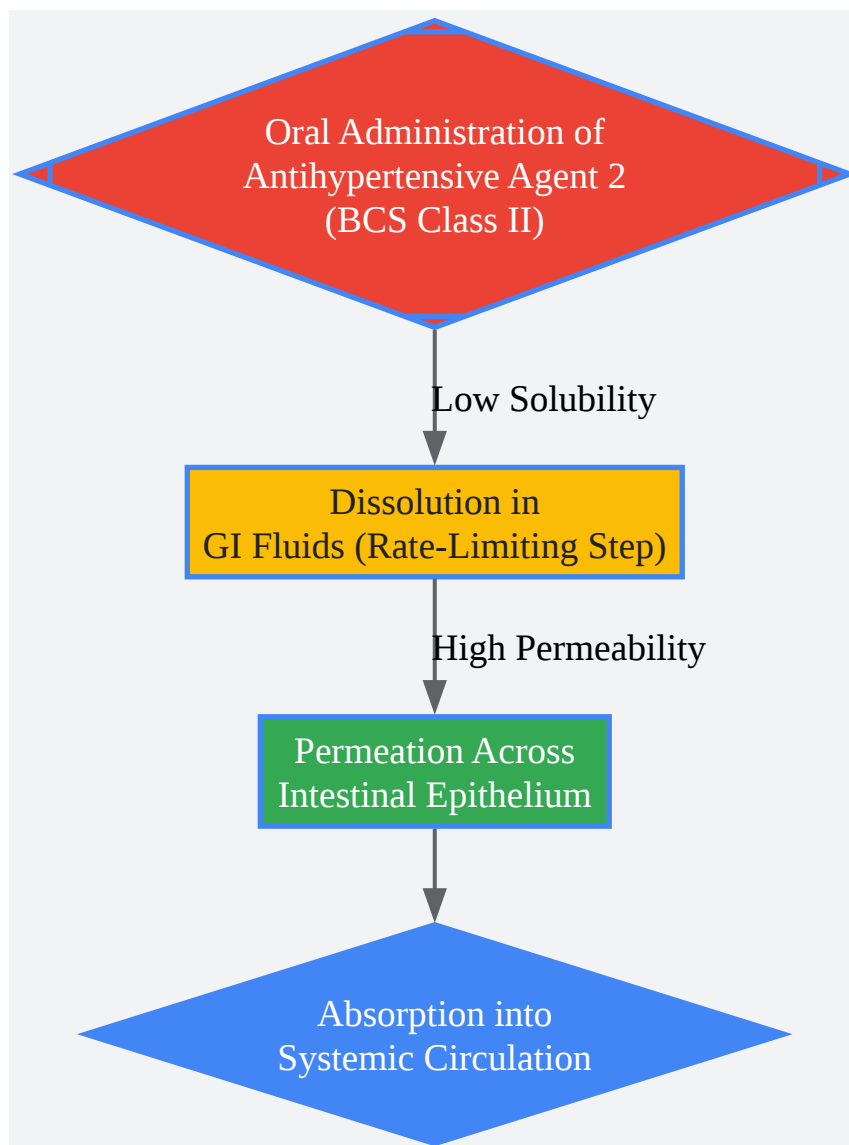 Oral Administration of
Antihypertensive Agent 2
(BCS Class II)
Low Solubility
Dissolution in
GI Fluids (Rate-Limiting Step)
High Permeability
Permeation Across
Intestinal Epithelium
Absorption into
Systemic Circulation